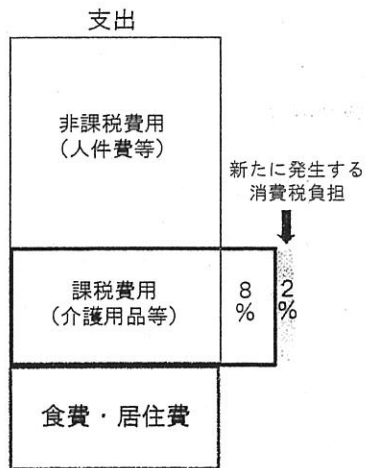 支出
非課税費用
(人件費等)
新たに発生する
消費税負担
課税費用
(介護用品等)
8
%
2
%
食費・居住費